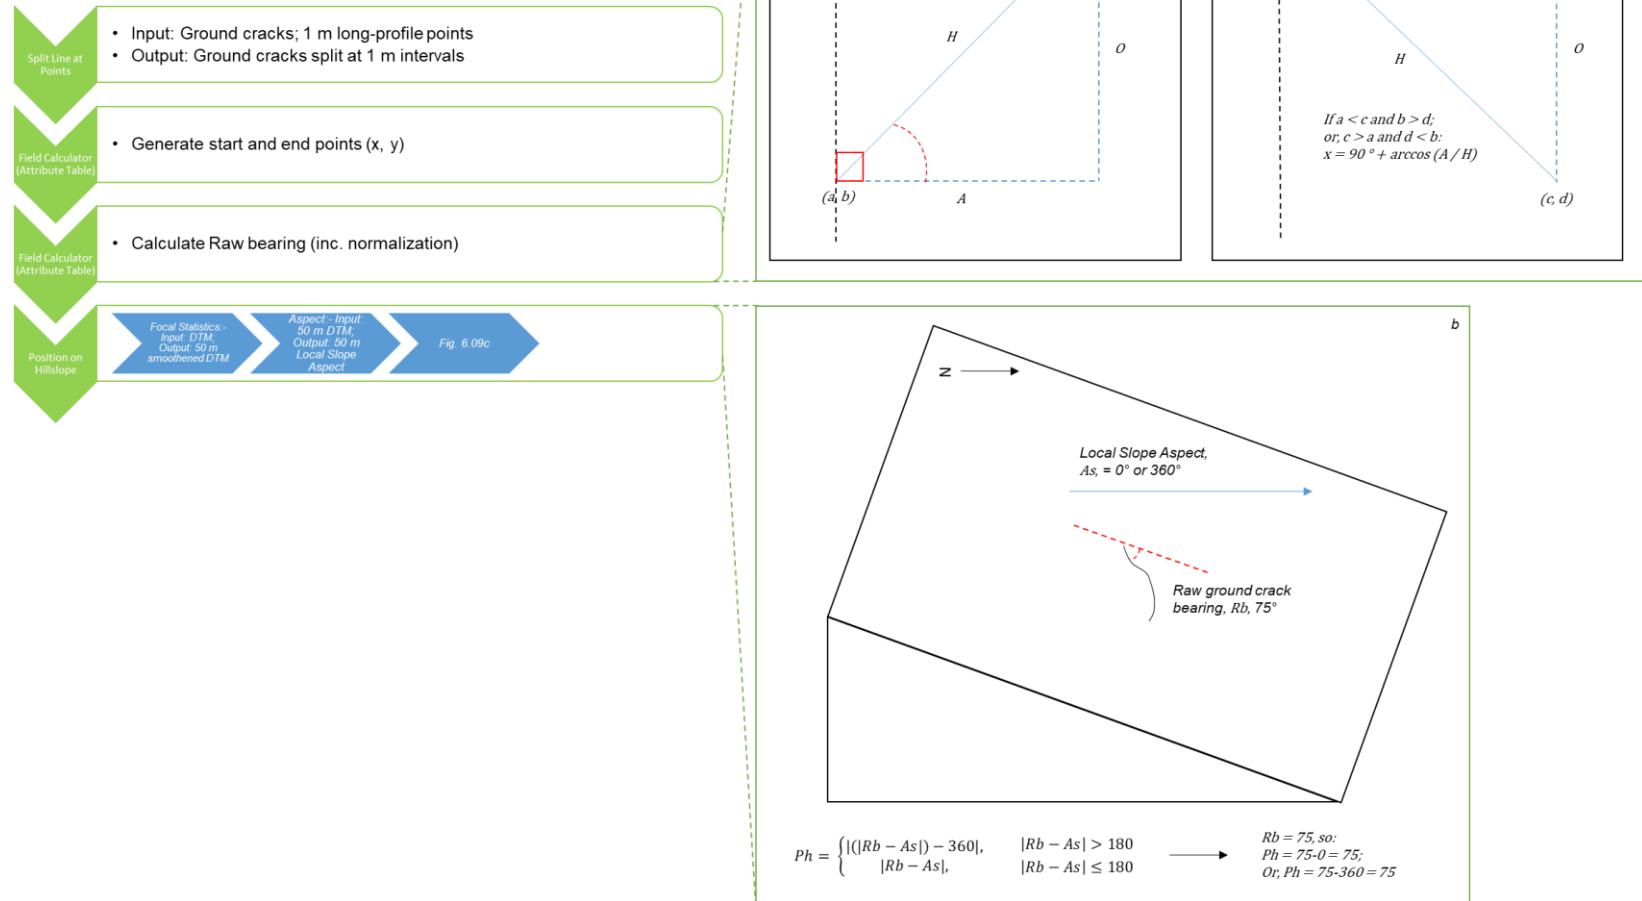 Split Line at
Points
• Input: Ground cracks; 1 m long-profile points
• Output: Ground cracks split at 1 m intervals
Field Calculator
(Attribute Table)
• Generate start and end points (x, y)
Field Calculator
(Attribute Table)
• Calculate Raw bearing (inc. normalization)
Position on
Hillslope
Focal Statistics:-
Input: DTM;
Output: 50 m
smoothened DTM
Aspect:- Input:
50 m DTM;
Output: 50 m
Local Slope
Aspect
Fig. 6.09c
H
O
(a, b)
A
H
O
If a < c and b > d;
or, c > a and d < b:
x = 90 ° + arccos (A / H)
(c, d)
b
N
Local Slope Aspect,
As, = 0° or 360°
Raw ground crack
bearing, Rb, 75°
Ph = { |(|Rb − As|) − 360|, |Rb − As| > 180
|Rb − As|, |Rb − As| ≤ 180
Rb = 75, so:
Ph = 75-0 = 75;
Or, Ph = 75-360 = 75